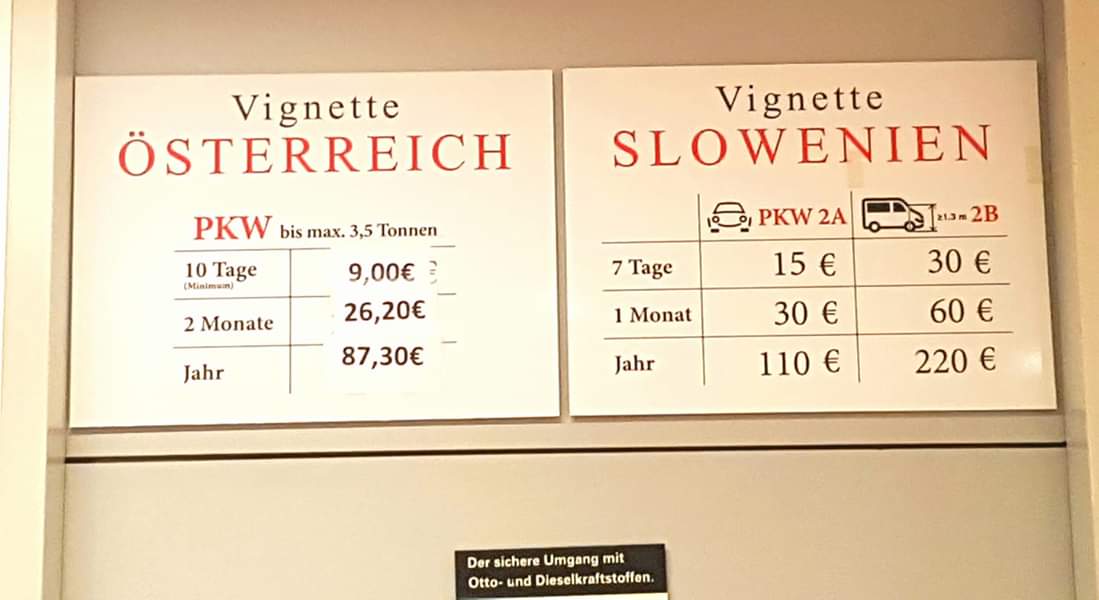 Vignette
ÖSTERREICH
PKW bis max. 3,5 Tonnen
10 Tage 9,00€
(Minimum)
2 Monate 26,20€
Jahr 87,30€
Vignette
SLOWENIEN
PKW 2A ≥1.3 m 2B
7 Tage 15 € 30 €
1 Monat 30 € 60 €
Jahr 110 € 220 €
Der sichere Umgang mit
Otto- und Dieselkraftstoffen.